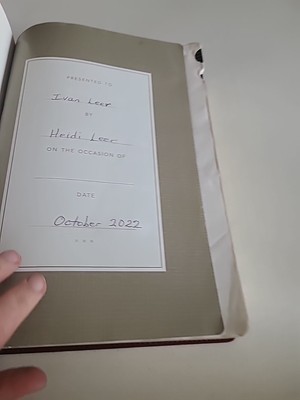 PRESENTED TO
Ivan Leer
BY
Heidi Leer
ON THE OCCASION OF
DATE
October 2022